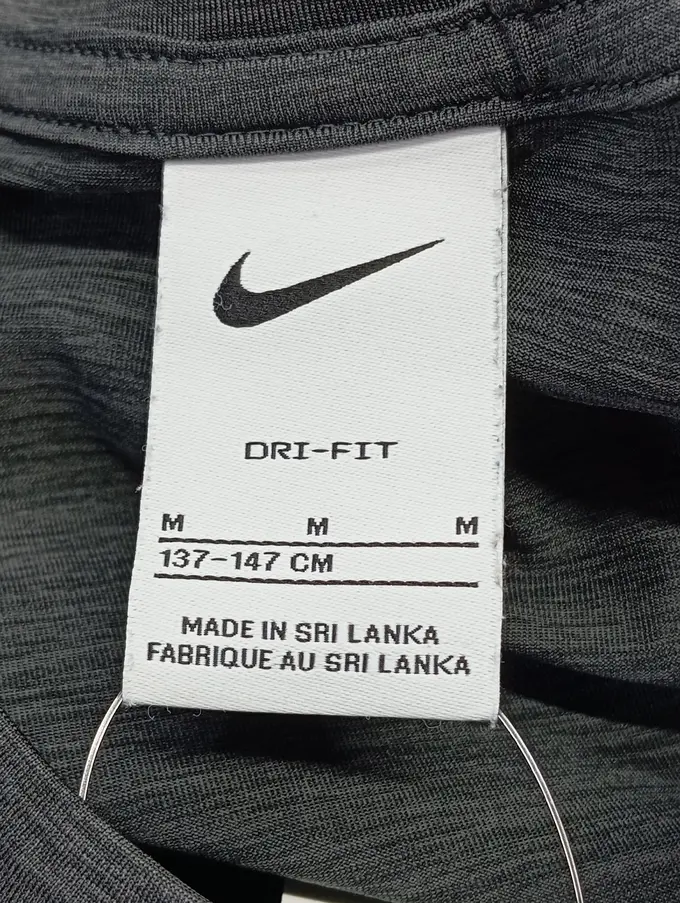 DRI-FIT
M M M
137-147 CM
MADE IN SRI LANKA
FABRIQUE AU SRI LANKA